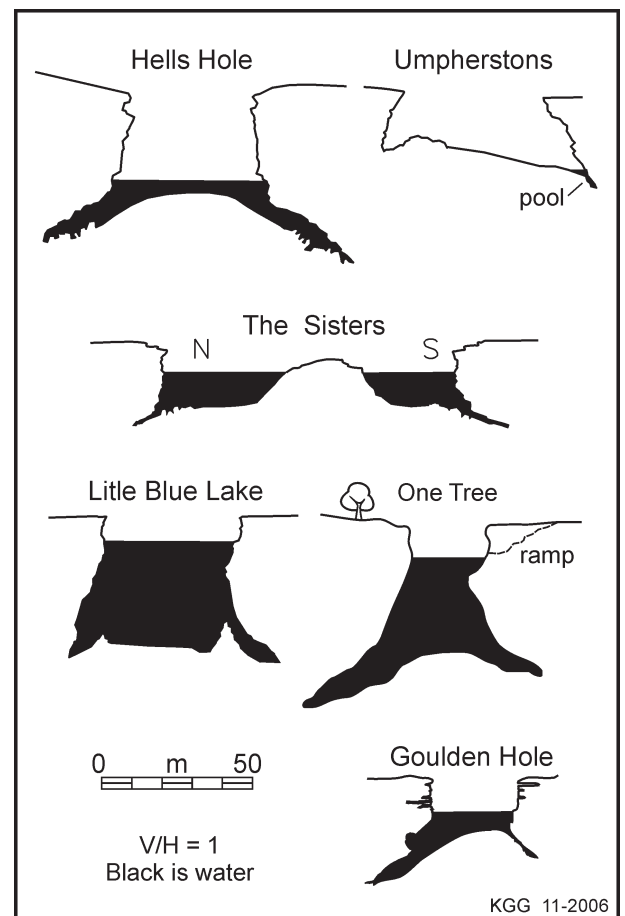 Hells Hole
Umpherstons
pool
The Sisters
N
S
Litle Blue Lake
One Tree
ramp
0 m 50
Goulden Hole
V/H = 1
Black is water
KGG 11-2006